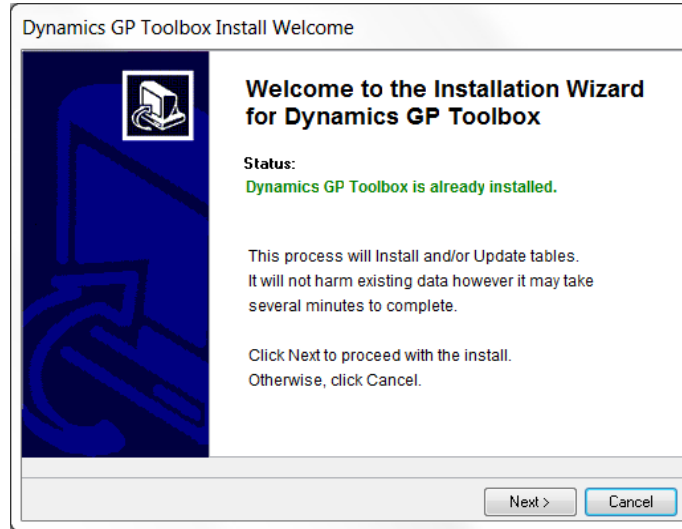 Dynamics GP Toolbox Install Welcome
Welcome to the Installation Wizard
for Dynamics GP Toolbox
Status:
Dynamics GP Toolbox is already installed.
This process will Install and/or Update tables.
It will not harm existing data however it may take
several minutes to complete.
Click Next to proceed with the install.
Otherwise, click Cancel.
Next >
Cancel